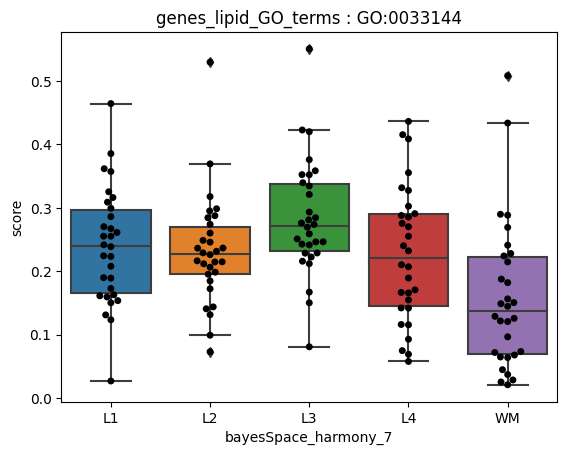 genes_lipid_GO_terms : GO:0033144
0.5
0.4
0.3
0.2
0.1
0.0
score
L1 L2 L3 L4 WM
bayesSpace_harmony_7